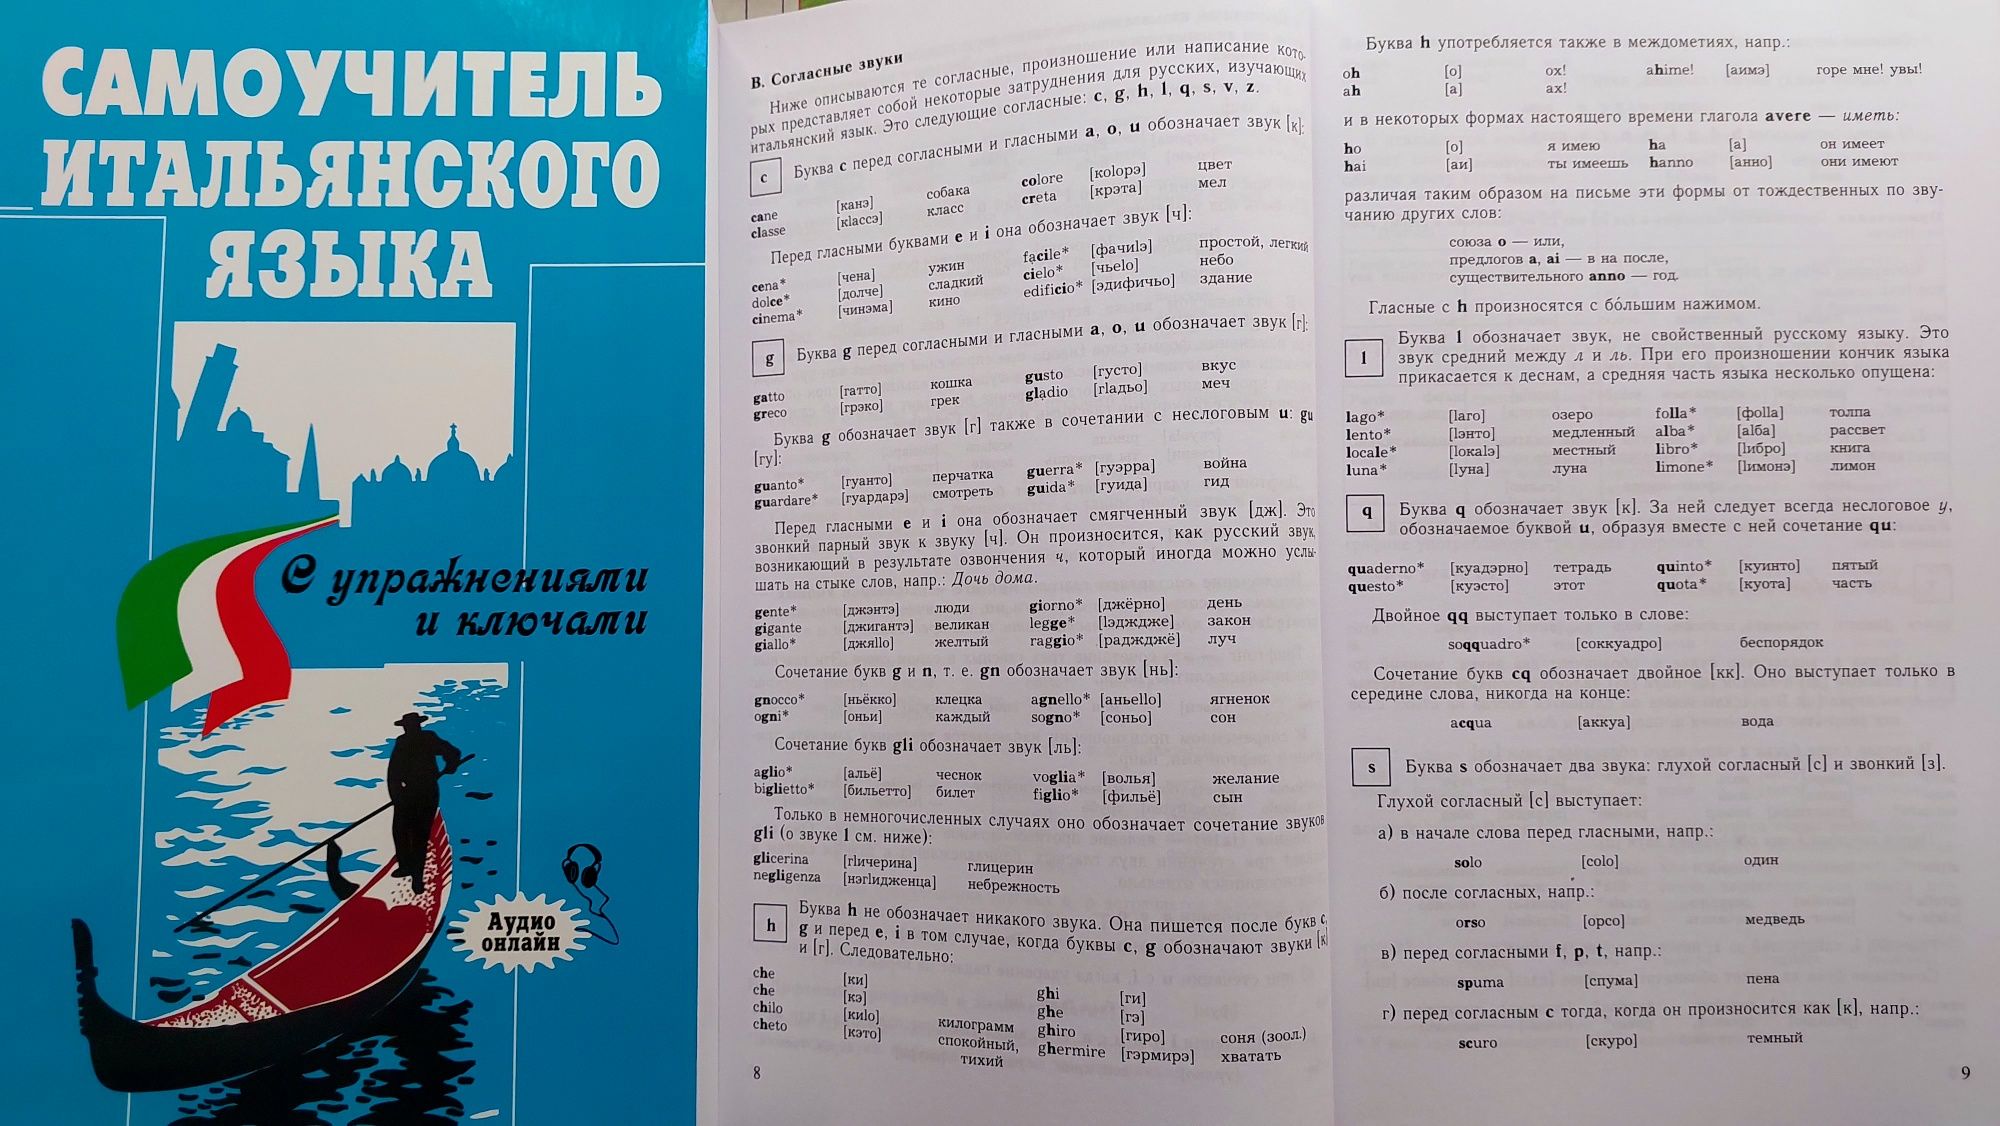 САМОУЧИТЕЛЬ
ИТАЛЬЯНСКОГО
ЯЗЫКА
С упражнениями
и ключами
Аудио
онлайн
В. Согласные звуки
Ниже описываются те согласные, произношение или написание кото-
рых представляет собой некоторые затруднения для русских, изучающих
итальянский язык. Это следующие согласные: c, g, h, l, q, s, v, z.
c Буква c перед согласными и гласными a, o, u обозначает звук [к]:
cane [канэ] собака colore [коlорэ] цвет
classe [кlассэ] класс creta [крэта] мел
Перед гласными буквами e и i она обозначает звук [ч]:
cena* [чена] ужин fạcile* [фачиlэ] простой, легкий
dolce* [долче] сладкий cielo* [чьеlо] небо
cinema* [чинэма] кино edificio* [эдифичьо] здание
g Буква g перед согласными и гласными a, o, u обозначает звук [г]:
gatto [гатто] кошка gusto [густо] вкус
greco [грэко] грек glạdio [гlадьо] меч
Буква g обозначает звук [г] также в сочетании с неслоговым u: gu
[гу]:
guanto* [гуанто] перчатка guerra* [гуэрра] война
guardare* [гуардарэ] смотреть guida* [гуида] гид
Перед гласными e и i она обозначает смягченный звук [дж]. Это
звонкий парный звук к звуку [ч]. Он произносится, как русский звук,
возникающий в результате озвончения ч, который иногда можно услы-
шать на стыке слов, напр.: Дочь дома.
gente* [джэнтэ] люди giorno* [джёрно] день
gigante [джигантэ] великан legge* [lэдждже] закон
giallo* [джяllо] желтый raggio* [раджджё] луч
Сочетание букв g и n, т. е. gn обозначает звук [нь]:
gnocco* [ньёкко] клецка agnello* [аньеllо] ягненок
ogni* [оньи] каждый sogno* [соньо] сон
Сочетание букв gli обозначает звук [ль]:
aglio* [альё] чеснок voglia* [волья] желание
biglietto* [бильетто] билет figlio* [фильё] сын
Только в немногочисленных случаях оно обозначает сочетание звуков
gli (о звуке l см. ниже):
glicerina [гlичерина] глицерин
negligenza [нэгlидженца] небрежность
h Буква h не обозначает никакого звука. Она пишется после букв c,
g и перед e, i в том случае, когда буквы c, g обозначают звуки [к]
и [г]. Следовательно:
che [ки] ghi [ги]
che [кэ] ghe [гэ]
chilo [киlо] килограмм ghiro [гиро] соня (зоол.)
cheto [кэто] спокойный, ghermire [гэрмирэ] хватать
тихий
8
Буква h употребляется также в междометиях, напр.:
oh [о] ох! ahime! [аимэ] горе мне! увы!
ah [а] ах!
и в некоторых формах настоящего времени глагола avere — иметь:
ho [о] я имею ha [а] он имеет
hai [аи] ты имеешь hanno [анно] они имеют
различая таким образом на письме эти формы от тождественных по зву-
чанию других слов:
союза o — или,
предлогов a, ai — в на после,
существительного anno — год.
Гласные с h произносятся с бо́льшим нажимом.
l Буква l обозначает звук, не свойственный русскому языку. Это
звук средний между л и ль. При его произношении кончик языка
прикасается к деснам, а средняя часть языка несколько опущена:
lago* [lаго] озеро folla* [фоllа] толпа
lento* [lэнто] медленный alba* [аlба] рассвет
locale* [lокаlэ] местный libro* [lибро] книга
luna* [lуна] луна limone* [lимонэ] лимон
q Буква q обозначает звук [к]. За ней следует всегда неслоговое у,
обозначаемое буквой u, образуя вместе с ней сочетание qu:
quaderno* [куадэрно] тетрадь quinto* [куинто] пятый
questo* [куэсто] этот quota* [куота] часть
Двойное qq выступает только в слове:
soqquadro* [соккуадро] беспорядок
Сочетание букв cq обозначает двойное [кк]. Оно выступает только в
середине слова, никогда на конце:
acqua [аккуа] вода
s Буква s обозначает два звука: глухой согласный [с] и звонкий [з].
Глухой согласный [с] выступает:
а) в начале слова перед гласными, напр.:
solo [соlо] один
б) после согласных, напр.:
orso [орсо] медведь
в) перед согласными f, p, t, напр.:
spuma [спума] пена
г) перед согласным c тогда, когда он произносится как [к], напр.:
scuro [скуро] темный
9